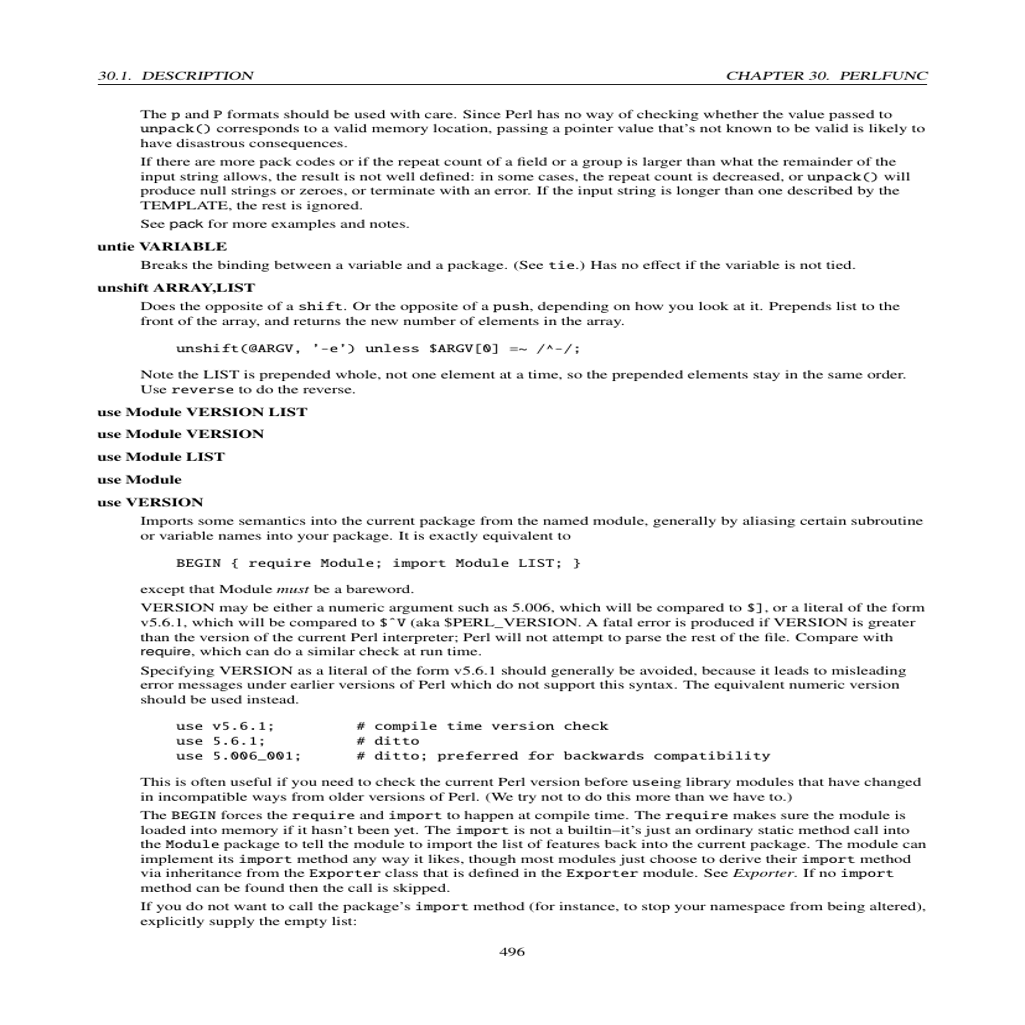 30.1. DESCRIPTION CHAPTER 30. PERLFUNC
The p and P formats should be used with care. Since Perl has no way of checking whether the value passed to
unpack() corresponds to a valid memory location, passing a pointer value that's not known to be valid is likely to
have disastrous consequences.
If there are more pack codes or if the repeat count of a field or a group is larger than what the remainder of the
input string allows, the result is not well defined: in some cases, the repeat count is decreased, or unpack() will
produce null strings or zeroes, or terminate with an error. If the input string is longer than one described by the
TEMPLATE, the rest is ignored.
See pack for more examples and notes.
untie VARIABLE
Breaks the binding between a variable and a package. (See tie.) Has no effect if the variable is not tied.
unshift ARRAY,LIST
Does the opposite of a shift. Or the opposite of a push, depending on how you look at it. Prepends list to the
front of the array, and returns the new number of elements in the array.
unshift(@ARGV, '-e') unless $ARGV[0] =~ /^-/;
Note the LIST is prepended whole, not one element at a time, so the prepended elements stay in the same order.
Use reverse to do the reverse.
use Module VERSION LIST
use Module VERSION
use Module LIST
use Module
use VERSION
Imports some semantics into the current package from the named module, generally by aliasing certain subroutine
or variable names into your package. It is exactly equivalent to
BEGIN { require Module; import Module LIST; }
except that Module must be a bareword.
VERSION may be either a numeric argument such as 5.006, which will be compared to $], or a literal of the form
v5.6.1, which will be compared to $^V (aka $PERL_VERSION. A fatal error is produced if VERSION is greater
than the version of the current Perl interpreter; Perl will not attempt to parse the rest of the file. Compare with
require, which can do a similar check at run time.
Specifying VERSION as a literal of the form v5.6.1 should generally be avoided, because it leads to misleading
error messages under earlier versions of Perl which do not support this syntax. The equivalent numeric version
should be used instead.
use v5.6.1; # compile time version check
use 5.6.1; # ditto
use 5.006_001; # ditto; preferred for backwards compatibility
This is often useful if you need to check the current Perl version before useing library modules that have changed
in incompatible ways from older versions of Perl. (We try not to do this more than we have to.)
The BEGIN forces the require and import to happen at compile time. The require makes sure the module is
loaded into memory if it hasn't been yet. The import is not a builtin–it's just an ordinary static method call into
the Module package to tell the module to import the list of features back into the current package. The module can
implement its import method any way it likes, though most modules just choose to derive their import method
via inheritance from the Exporter class that is defined in the Exporter module. See Exporter. If no import
method can be found then the call is skipped.
If you do not want to call the package's import method (for instance, to stop your namespace from being altered),
explicitly supply the empty list:
496